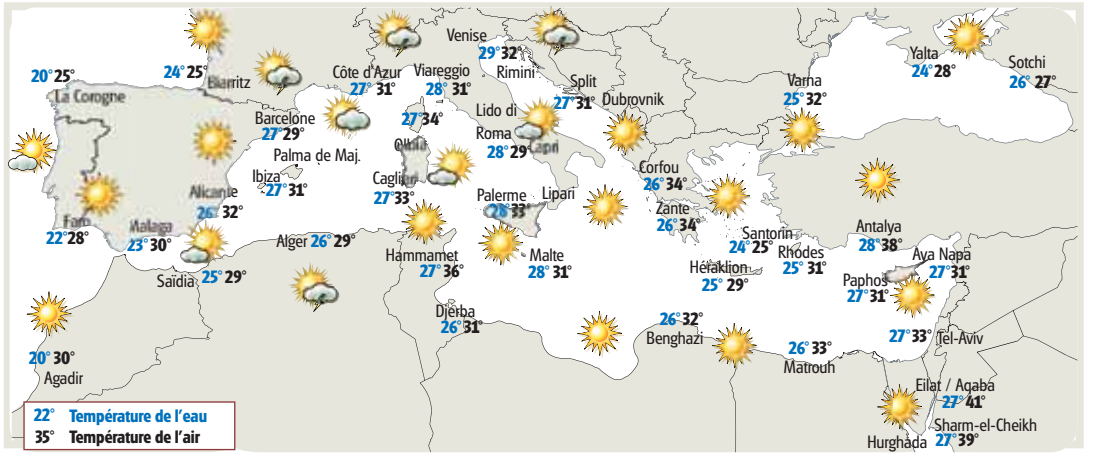 Venise
29° 32°
Rimini
Yalta
24° 28°
Sotchi
26° 27°
20° 25°
La Corogne
24° 25°
Biarritz
Côte d'Azur
27° 31°
Viareggio
28° 31°
Split
27° 31°
Dubrovnik
Varna
25° 32°
Barcelone
27° 29°
27° 34°
Olbia
Lido di
Roma
28° 29°
Capri
Palma de Maj.
Ibiza
27° 31°
Cagliari
27° 33°
Corfou
26° 34°
Alicante
26° 32°
Palerme
28° 33°
Lipari
Zante
26° 34°
Faro
22° 28°
Malaga
23° 30°
Alger 26° 29°
Santorin
24° 25°
Antalya
28° 38°
Saïdia
25° 29°
Hammamet
27° 36°
Malte
28° 31°
Héraklion
25° 29°
Rhodes
25° 31°
Aya Napa
27° 31°
Paphos
27° 31°
Djerba
26° 31°
26° 32°
Benghazi
26° 33°
Matrouh
27° 33°
Tel-Aviv
20° 30°
Agadir
Eilat / Aqaba
27° 41°
Sharm-el-Cheikh
27° 39°
Hurghada
22° Température de l'eau
35° Température de l'air